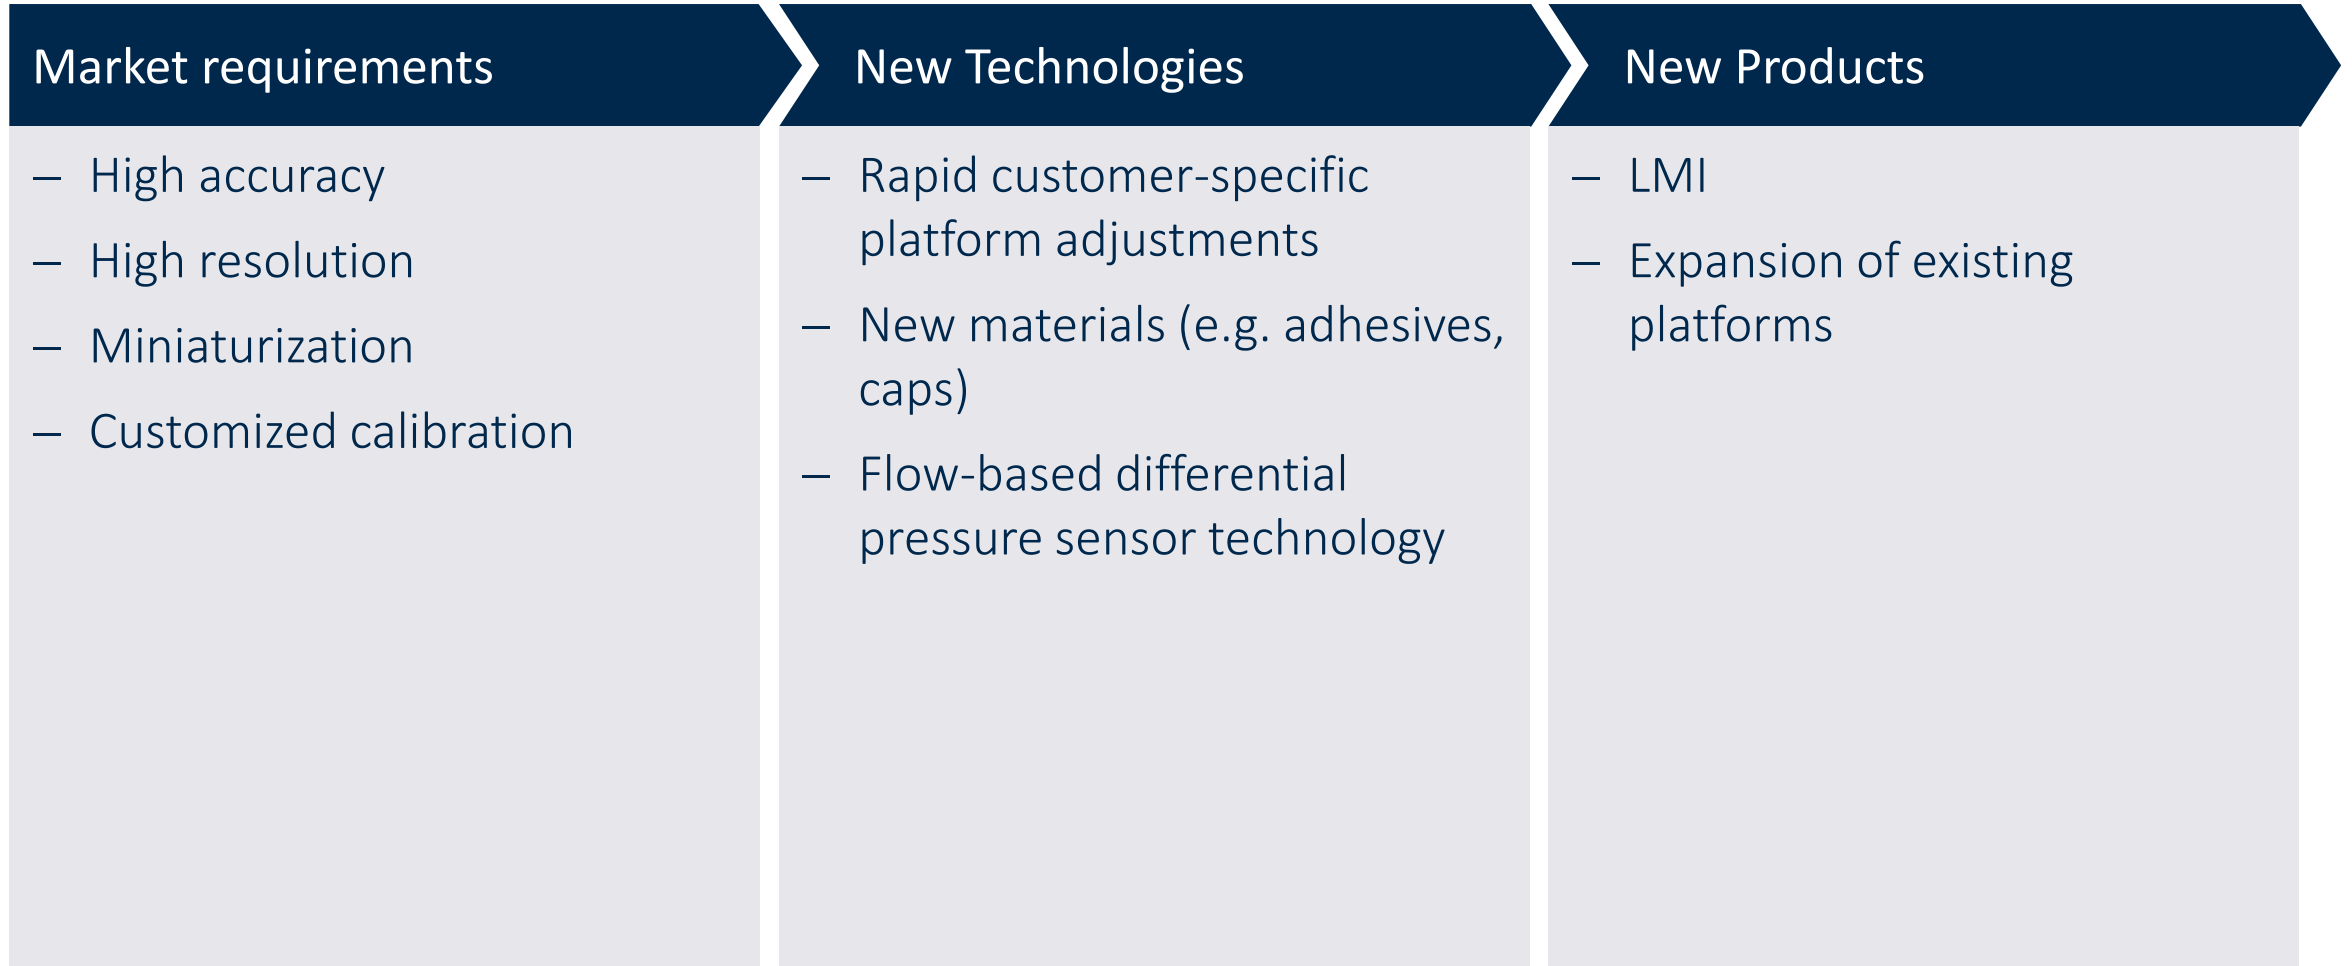 Market requirements
– High accuracy
– High resolution
– Miniaturization
– Customized calibration
New Technologies
– Rapid customer-specific
platform adjustments
– New materials (e.g. adhesives,
caps)
– Flow-based differential
pressure sensor technology
New Products
– LMI
– Expansion of existing
platforms